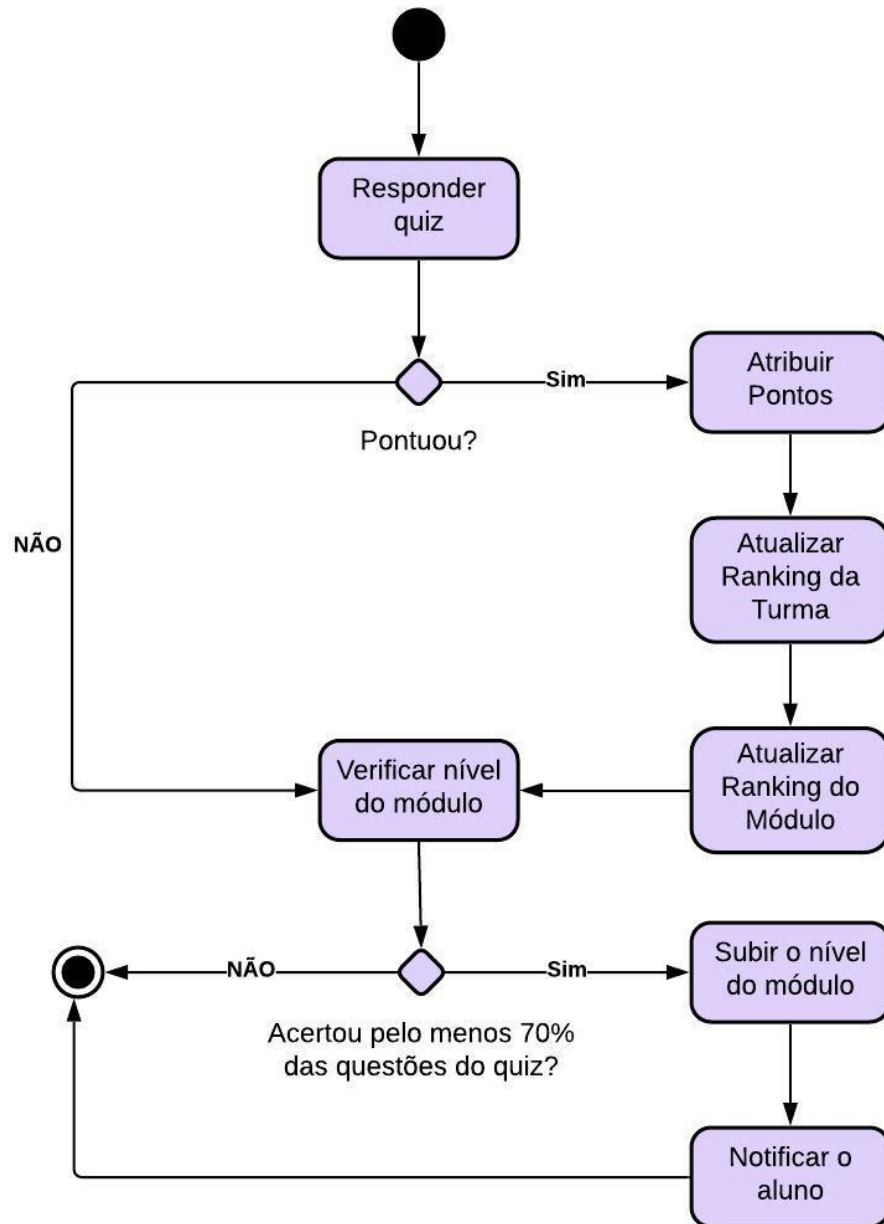 Responder
quiz
Sim
Atribuir
Pontos
Pontuou?
NÃO
Atualizar
Ranking da
Turma
Verificar nível
do módulo
Atualizar
Ranking do
Módulo
NÃO
Sim
Subir o nível
do módulo
Acertou pelo menos 70%
das questões do quiz?
Notificar o
aluno